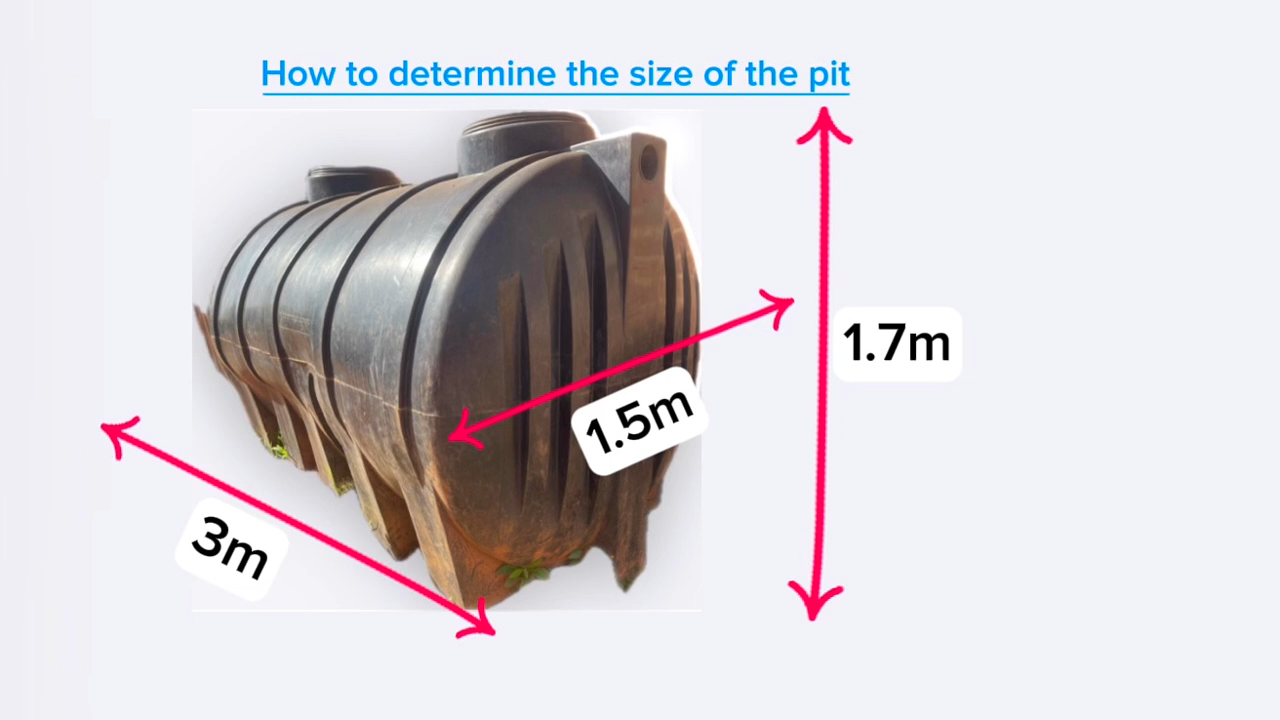 How to determine the size of the pit
1.7m
1.5m
3m